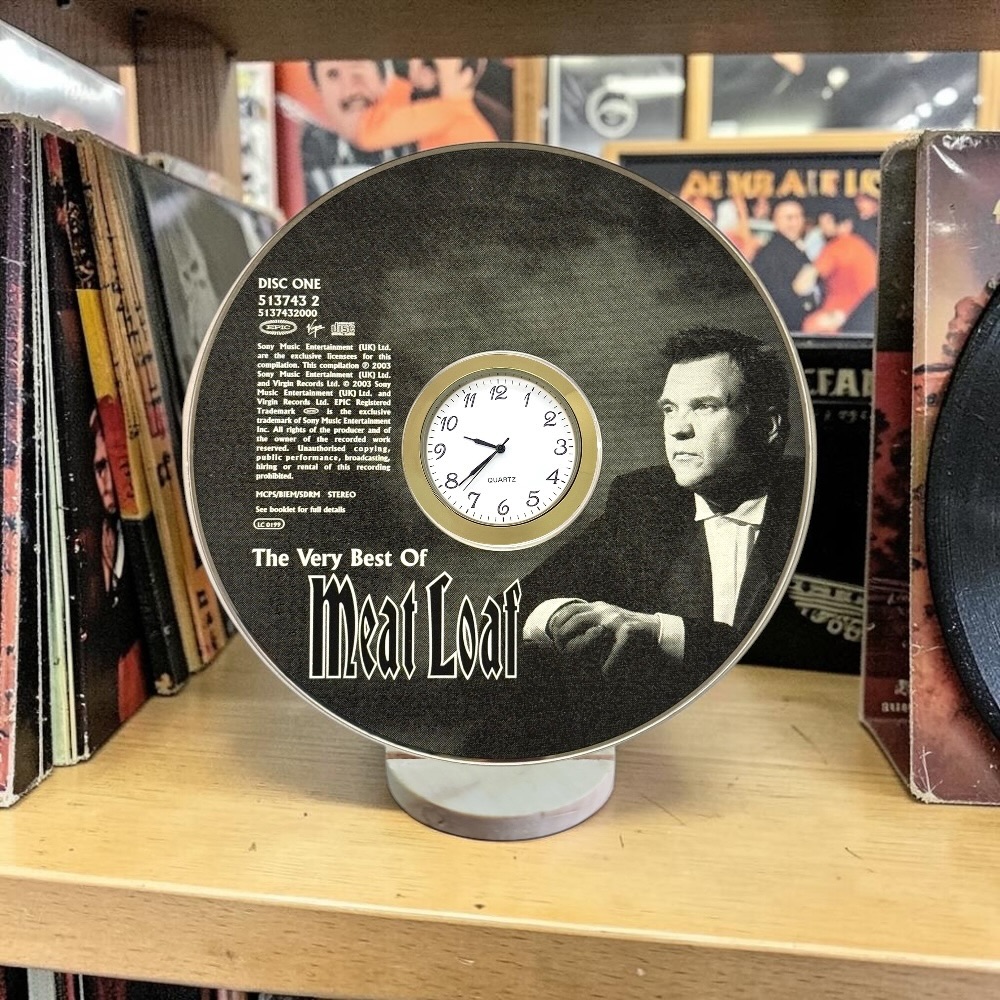 DISC ONE
513743 2
5137432000
EPIC Virgin disc
Sony Music Entertainment (UK) Ltd.
are the exclusive licensees for this
compilation. This compilation ℗ 2003
Sony Music Entertainment (UK) Ltd.
and Virgin Records Ltd. © 2003 Sony
Music Entertainment (UK) Ltd. and
Virgin Records Ltd. EPIC Registered
Trademark EPIC is the exclusive
trademark of Sony Music Entertainment
Inc. All rights of the producer and of
the owner of the recorded work
reserved. Unauthorised copying,
public performance, broadcasting,
hiring or rental of this recording
prohibited.
MCPS/BIEM/SDRM STEREO
See booklet for full details
LC 0199
11 12 1
10 2
9 3
8 4
7 6 5
QUARTZ
The Very Best Of
Meat Loaf